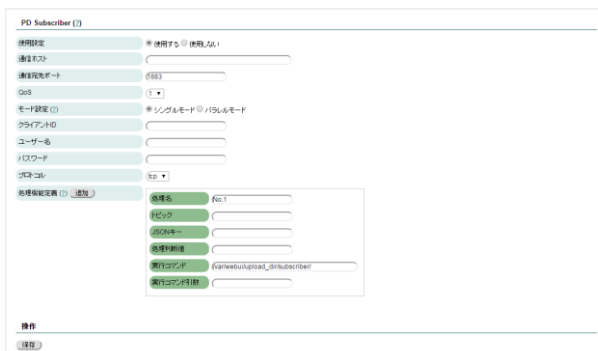 PD Subscriber (?)
使用設定 使用する 使用しない
通信ホスト
通信宛先ポート 1883
QoS 1
モード設定 (?) シングルモード パラレルモード
クライアントID
ユーザー名
パスワード
プロトコル tcp
処理機能定義 (?) 追加
処理名 No.1
トピック
JSONキー
処理判断値
実行コマンド /var/webui/upload_dir/subscriber/
実行コマンド引数
操作
保存